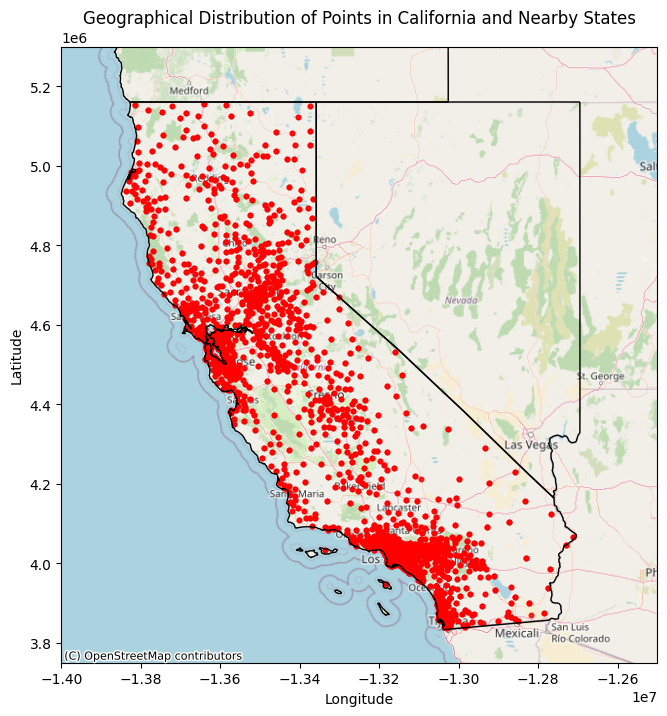 Geographical Distribution of Points in California and Nearby States
1e6
5.2
5.0
4.8
4.6
4.4
4.2
4.0
3.8
Latitude
Medford
Reno
Carson
City
Nevada
St. George
Las Vegas
Maria
Lancaster
Los
Mexicali
San Luis
Río Colorado
(C) OpenStreetMap contributors
−1.40
−1.38
−1.36
−1.34
−1.32
−1.30
−1.28
−1.26
1e7
Longitude